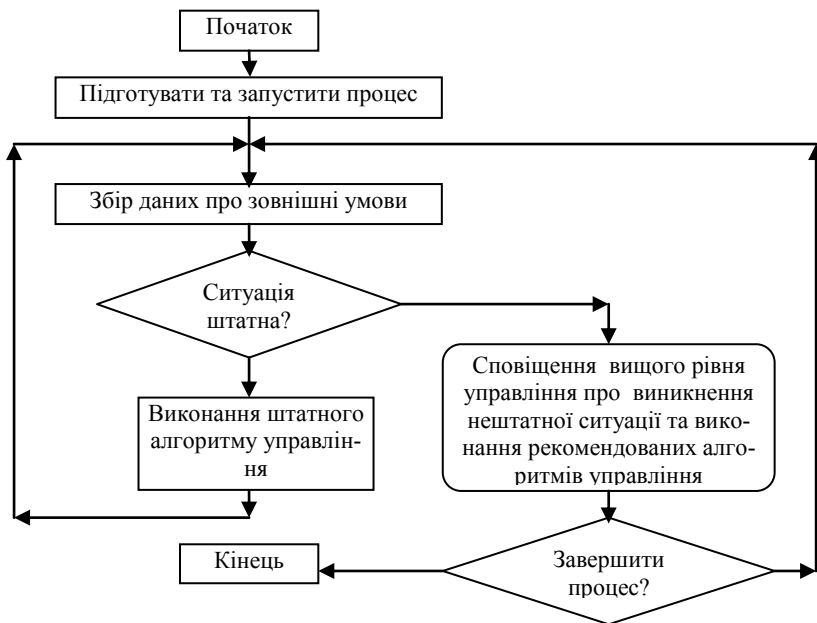 Початок
Підготувати та запустити процес
Збір даних про зовнішні умови
Ситуація
штатна?
Сповіщення вищого рівня
управління про виникнення
нештатної ситуації та вико-
нання рекомендованих алго-
ритмів управління
Виконання штатного
алгоритму управлін-
ня
Кінець
Завершити
процес?